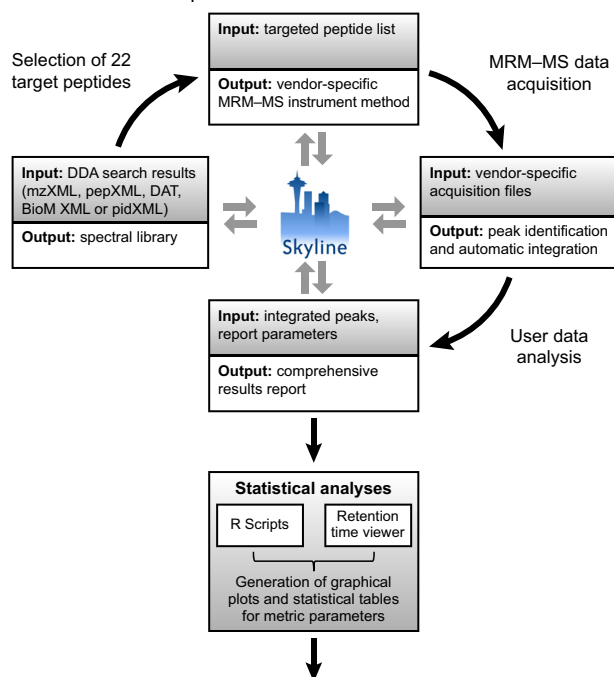 Selection of 22
target peptides
Input: targeted peptide list
Output: vendor-specific
MRM–MS instrument method
MRM–MS data
acquisition
Input: DDA search results
(mzXML, pepXML, DAT,
BioM XML or pidXML)
Output: spectral library
Skyline
Input: vendor-specific
acquisition files
Output: peak identification
and automatic integration
Input: integrated peaks,
report parameters
Output: comprehensive
results report
User data
analysis
Statistical analyses
R Scripts
Retention
time viewer
Generation of graphical
plots and statistical tables
for metric parameters